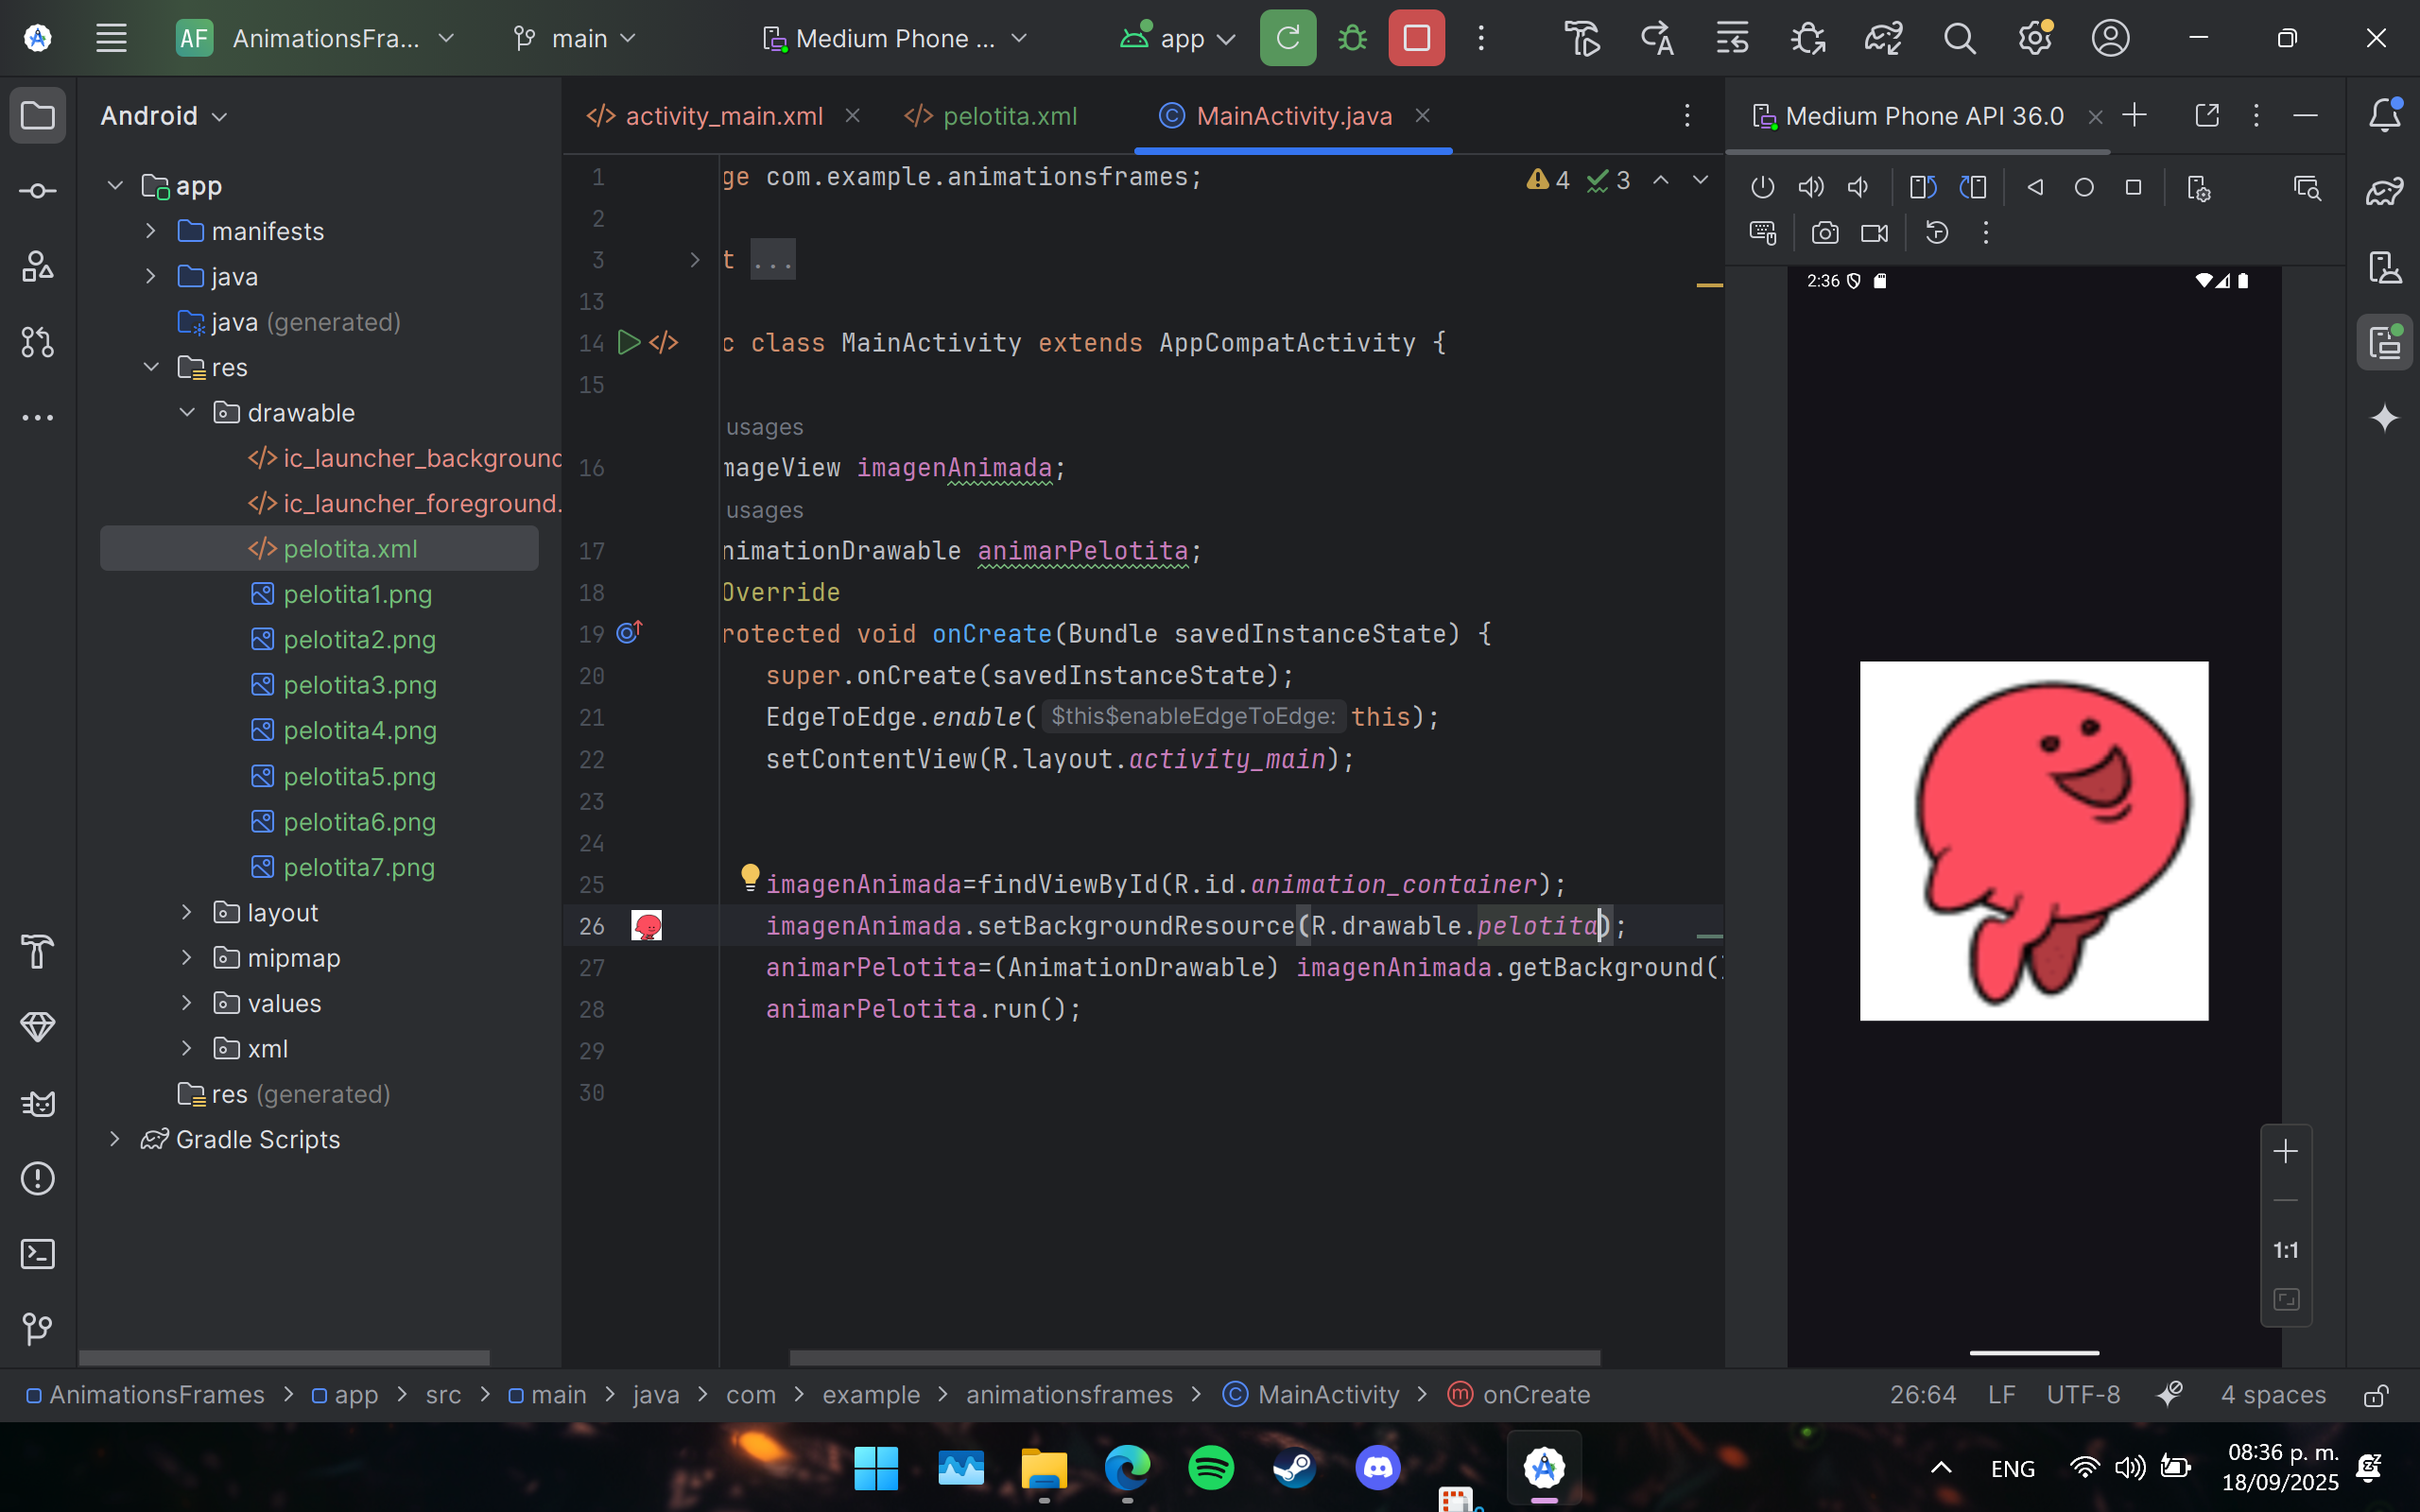 AF AnimationsFra... main Medium Phone ... app
Android
app
manifests
java
java (generated)
res
drawable
ic_launcher_background
ic_launcher_foreground.
pelotita.xml
pelotita1.png
pelotita2.png
pelotita3.png
pelotita4.png
pelotita5.png
pelotita6.png
pelotita7.png
layout
mipmap
values
xml
res (generated)
Gradle Scripts
activity_main.xml pelotita.xml MainActivity.java
4 3
1 ge com.example.animationsframes;
2
3 t ...
13
14 c class MainActivity extends AppCompatActivity {
15
usages
16 mageView imagenAnimada;
usages
17 nimationDrawable animarPelotita;
18 Override
19 rotected void onCreate(Bundle savedInstanceState) {
20 super.onCreate(savedInstanceState);
21 EdgeToEdge.enable( $this$enableEdgeToEdge: this);
22 setContentView(R.layout.activity_main);
23
24
25 imagenAnimada=findViewById(R.id.animation_container);
26 imagenAnimada.setBackgroundResource(R.drawable.pelotita);
27 animarPelotita=(AnimationDrawable) imagenAnimada.getBackground()
28 animarPelotita.run();
29
30
Medium Phone API 36.0
2:36
1:1
AnimationsFrames > app > src > main > java > com > example > animationsframes > MainActivity > onCreate
26:64 LF UTF-8 4 spaces
ENG
08:36 p. m.
18/09/2025